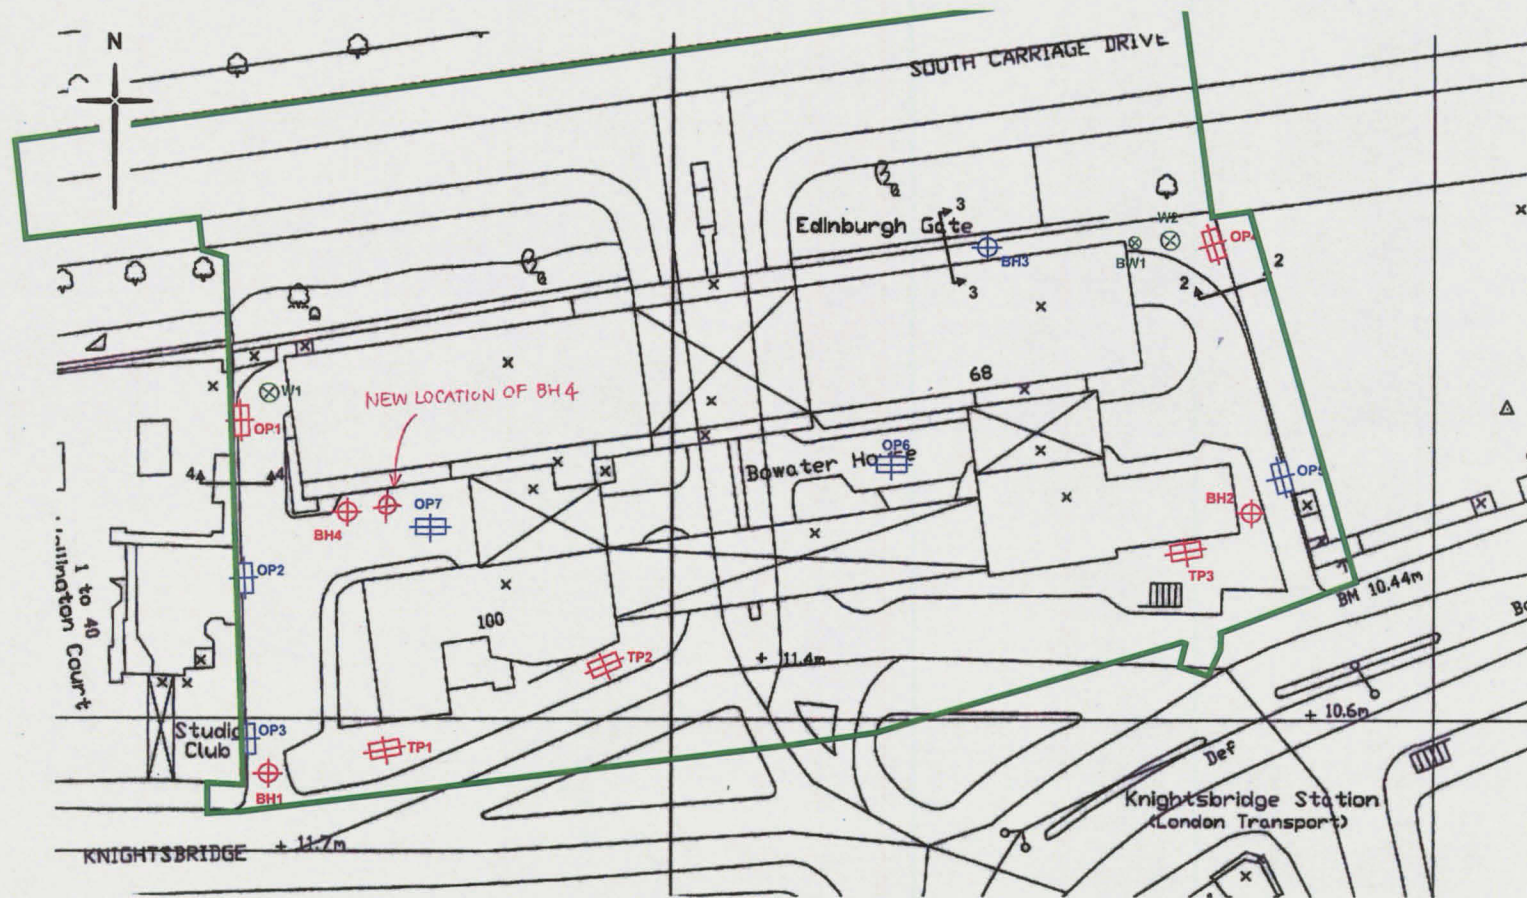 N
SOUTH CARRIAGE DRIVE
3
Edinburgh Gate
W2
BH3
BW1
OP4
2
2
3
68
W1
NEW LOCATION OF BH4
OP1
OP6
Bowater House
4
4
OP5
BH4
OP7
BH2
1 to 40
Court
OP2
TP3
BM 10.44m
100
TP2
+ 11.4m
+ 10.6m
Studio
Club
OP3
TP1
Def
BH1
Knightsbridge Station
(London Transport)
KNIGHTSBRIDGE
+ 11.7m